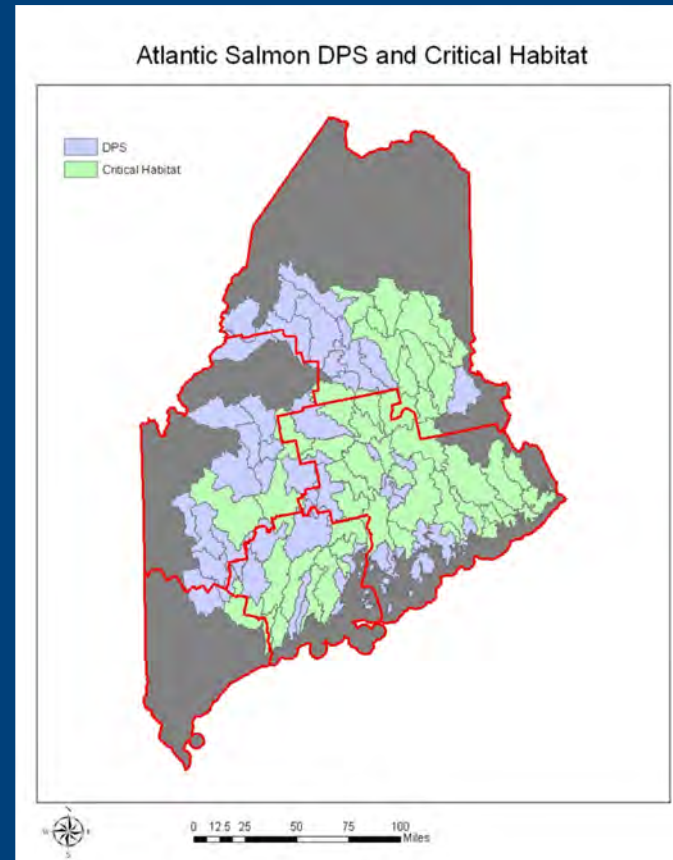 Atlantic Salmon DPS and Critical Habitat
DPS
Critical Habitat
0 12.5 25 50 75 100
Miles
S